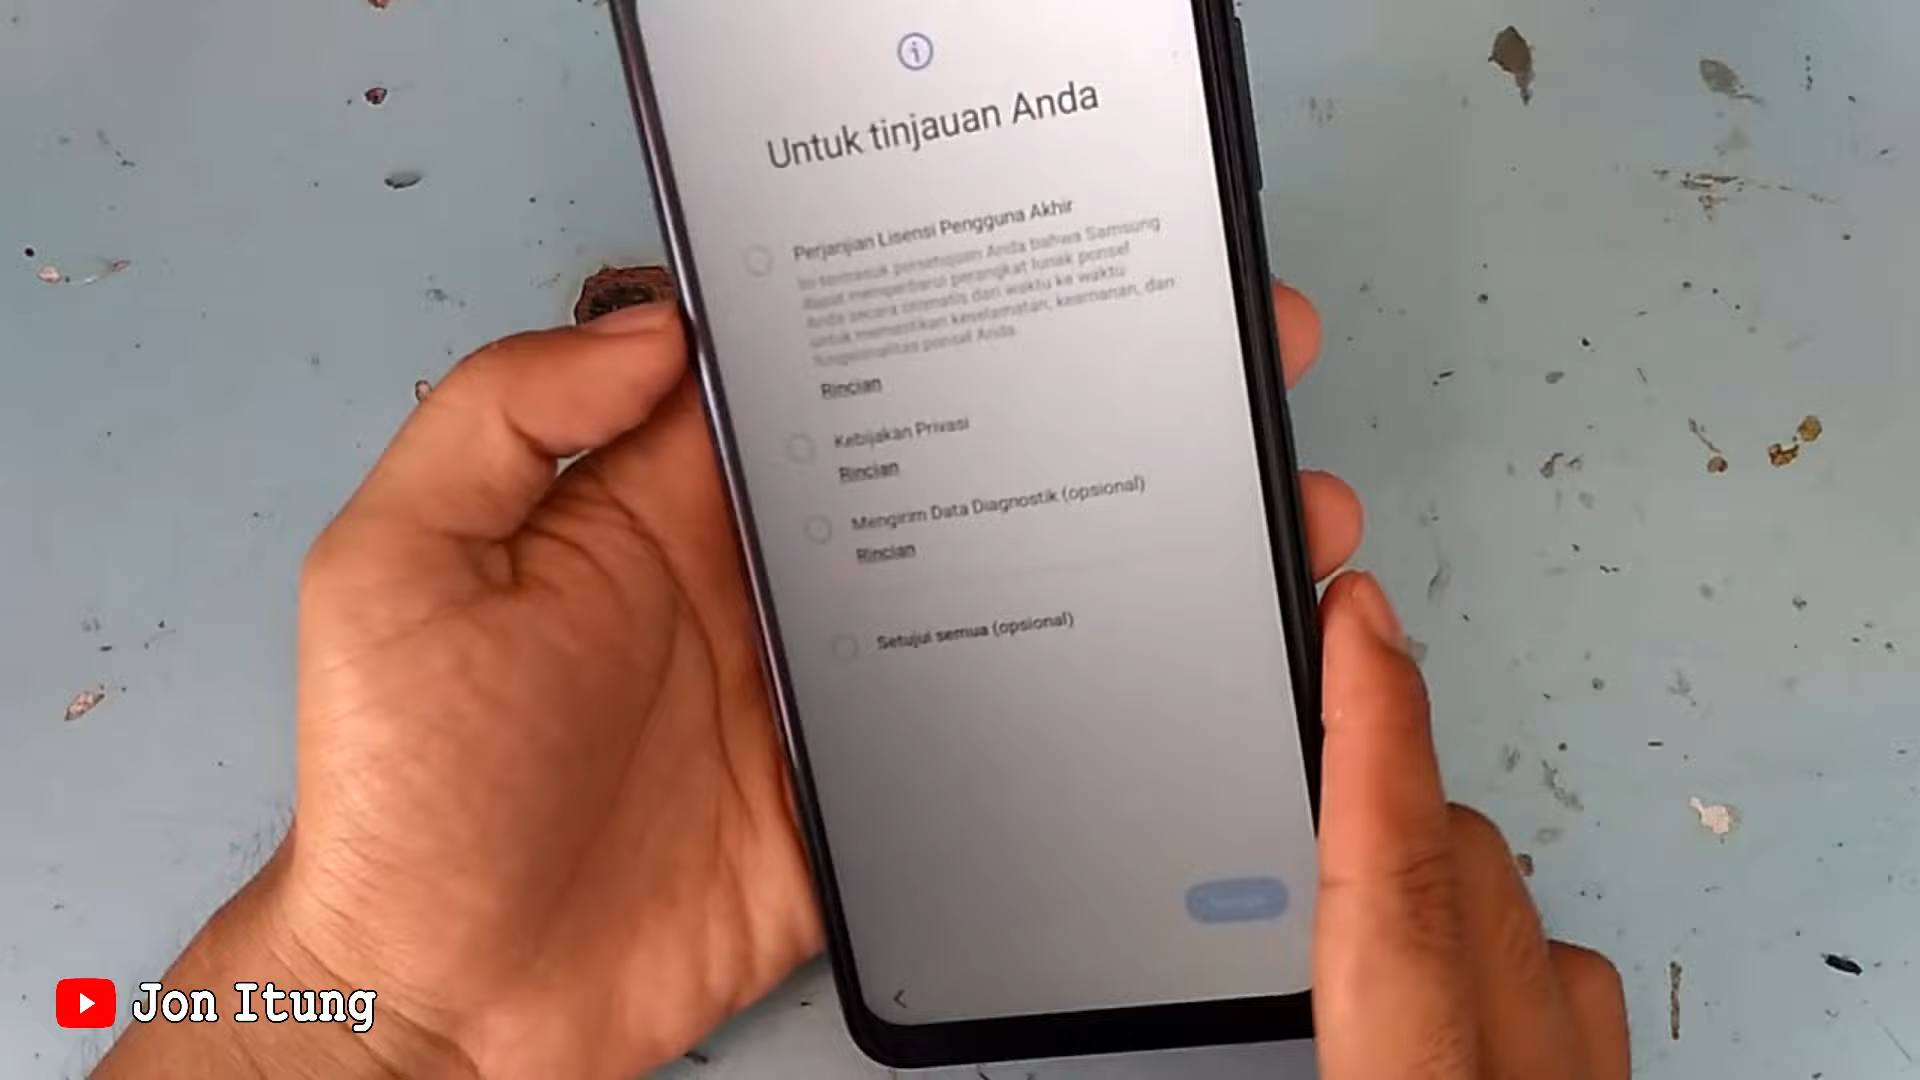 Untuk tinjauan Anda
Perjanjian Lisensi Pengguna Akhir
Ini termasuk persetujuan Anda bahwa Samsung
dapat memperbarui perangkat lunak ponsel
Anda secara otomatis dari waktu ke waktu
untuk memastikan keselamatan, keamanan, dan
fungsionalitas ponsel Anda
Rincian
Kebijakan Privasi
Rincian
Mengirim Data Diagnostik (opsional)
Rincian
Setujui semua (opsional)
Jon Itung